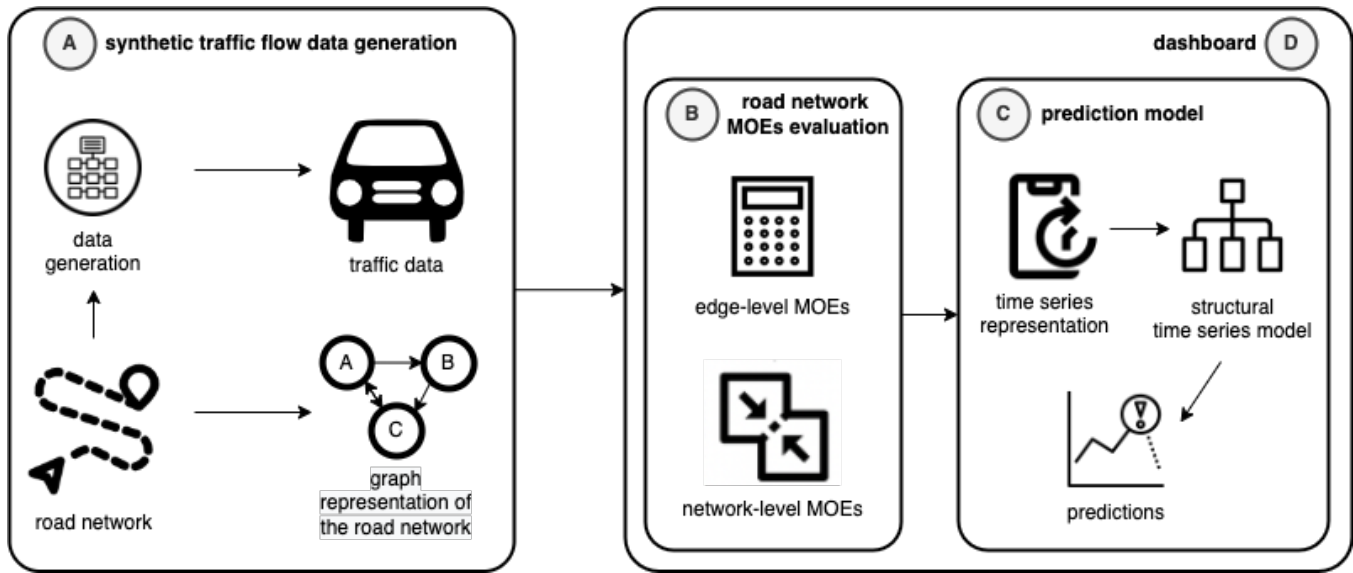 A
synthetic traffic flow data generation
data
generation
traffic data
road network
A
B
C
graph
representation of
the road network
dashboard
D
B
road network
MOEs evaluation
edge-level MOEs
network-level MOEs
C
prediction model
time series
representation
structural
time series model
predictions